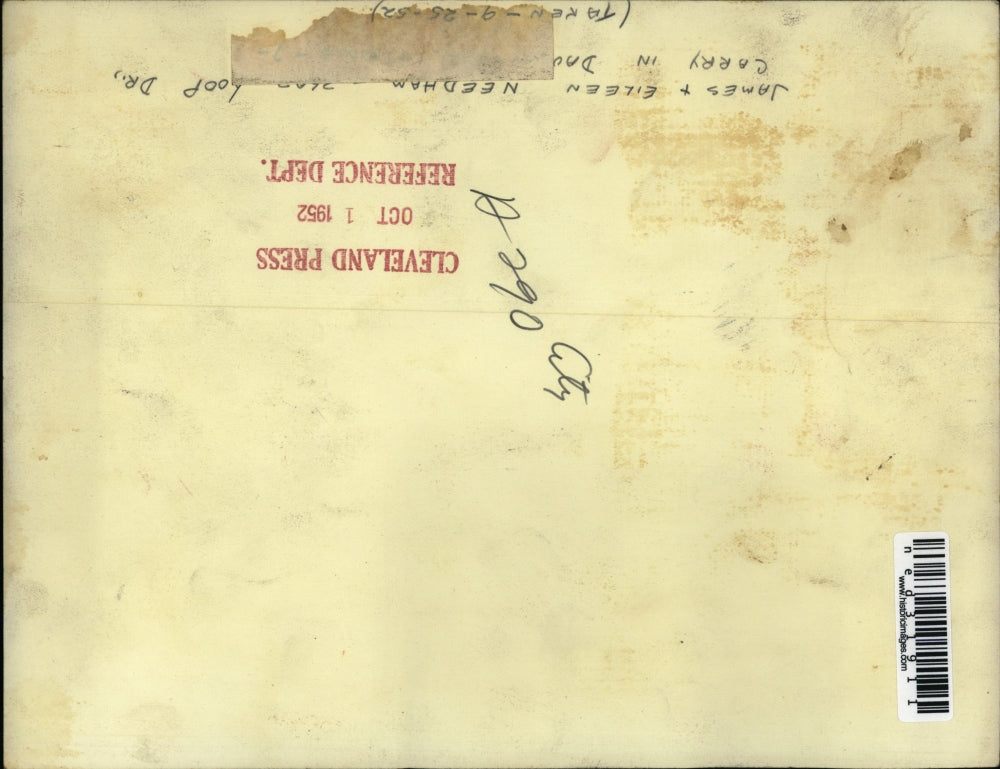 JAMES + EILEEN NEEDHAM - LOOP DR.,
CARRY IN
(TAKEN - 9-25-52)
REFERENCE DEPT.
OCT 1 1952
CLEVELAND PRESS
City
ned31911
www.historicimages.com